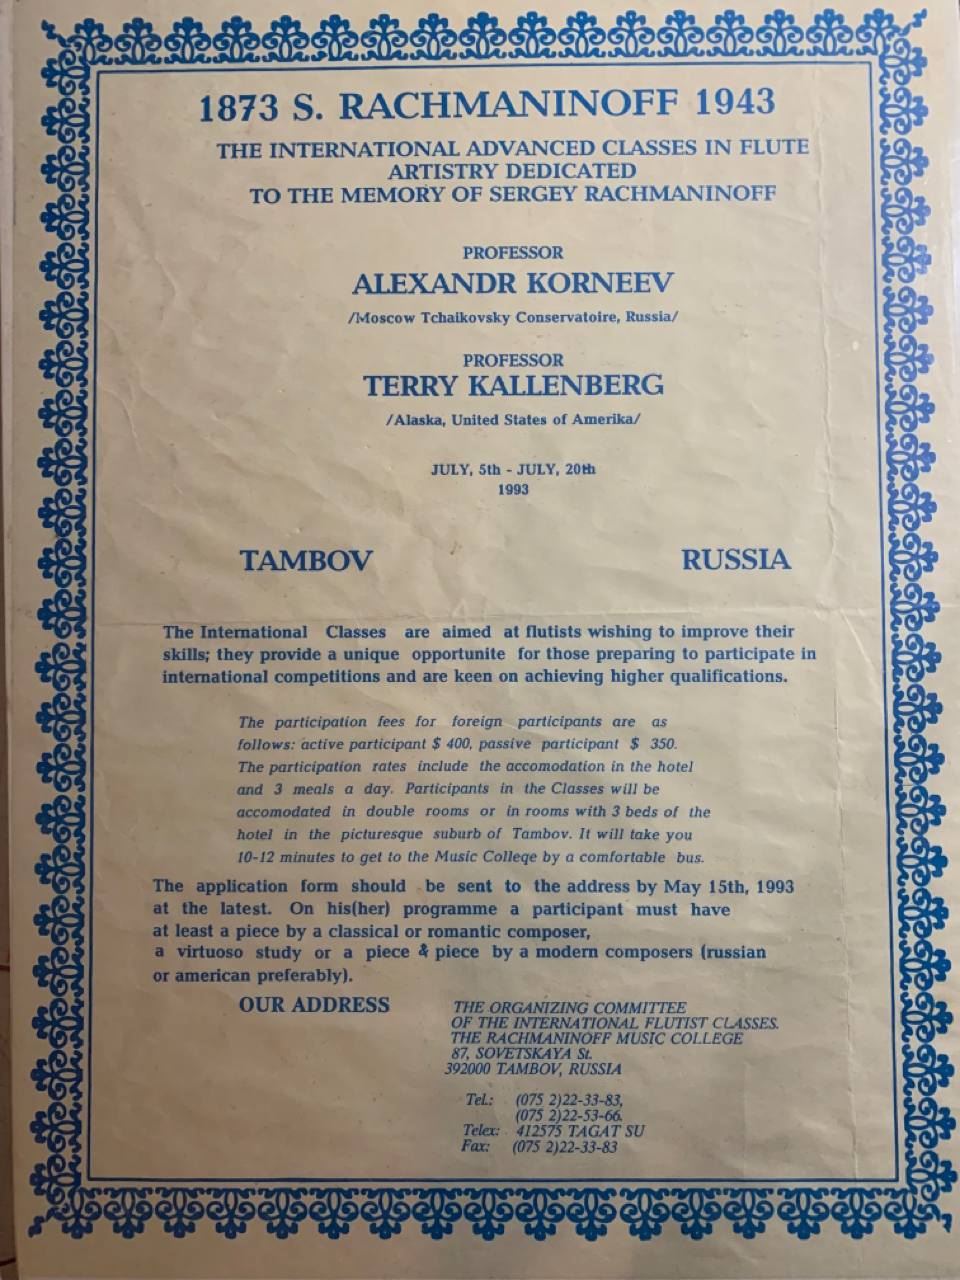 1873 S. RACHMANINOFF 1943
THE INTERNATIONAL ADVANCED CLASSES IN FLUTE
ARTISTRY DEDICATED
TO THE MEMORY OF SERGEY RACHMANINOFF
PROFESSOR
ALEXANDR KORNEEV
/Moscow Tchaikovsky Conservatoire, Russia/
PROFESSOR
TERRY KALLENBERG
/Alaska, United States of Amerika/
JULY, 5th - JULY, 20th
1993
TAMBOV RUSSIA
The International Classes are aimed at flutists wishing to improve their
skills; they provide a unique opportunite for those preparing to participate in
international competitions and are keen on achieving higher qualifications.
The participation fees for foreign participants are as
follows: active participant $ 400, passive participant $ 350.
The participation rates include the accomodation in the hotel
and 3 meals a day. Participants in the Classes will be
accomodated in double rooms or in rooms with 3 beds of the
hotel in the picturesque suburb of Tambov. It will take you
10-12 minutes to get to the Music Colleqe by a comfortable bus.
The application form should be sent to the address by May 15th, 1993
at the latest. On his(her) programme a participant must have
at least a piece by a classical or romantic composer,
a virtuoso study or a piece & piece by a modern composers (russian
or american preferably).
OUR ADDRESS THE ORGANIZING COMMITTEE
OF THE INTERNATIONAL FLUTIST CLASSES.
THE RACHMANINOFF MUSIC COLLEGE
87, SOVETSKAYA St.
392000 TAMBOV, RUSSIA
Tel.: (075 2)22-33-83,
(075 2)22-53-66.
Telex: 412575 TAGAT SU
Fax: (075 2)22-33-83